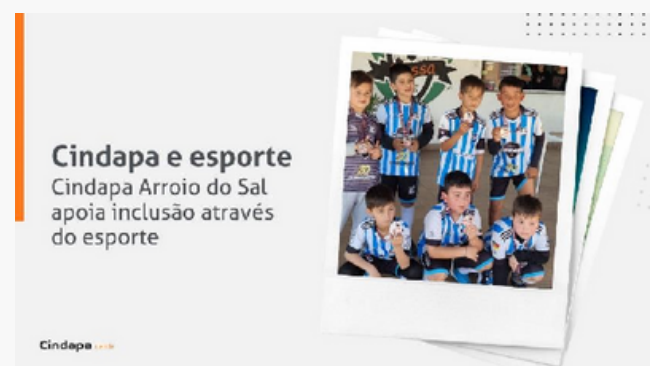 Cindapa e esporte
Cindapa Arroio do Sal
apoia inclusão através
do esporte
Cindapa